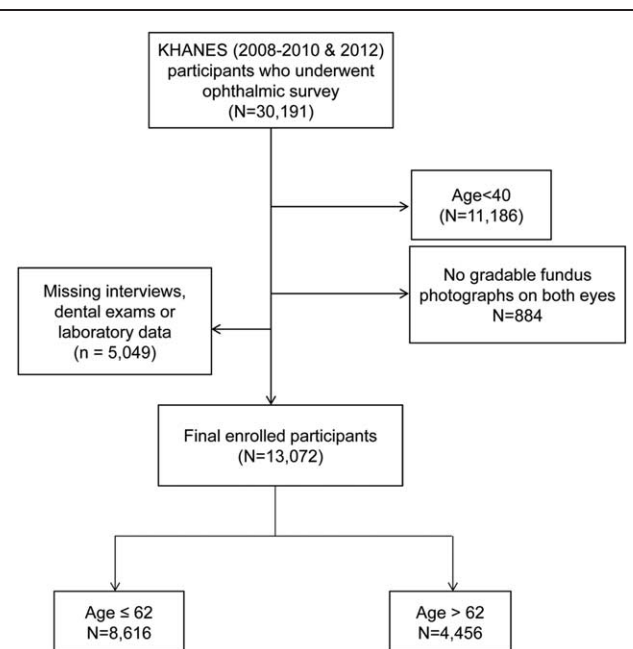 KHANES (2008-2010 & 2012)
participants who underwent
ophthalmic survey
(N=30,191)
Age<40
(N=11,186)
No gradable fundus
photographs on both eyes
N=884
Missing interviews,
dental exams or
laboratory data
(n = 5,049)
Final enrolled participants
(N=13,072)
Age ≤ 62
N=8,616
Age > 62
N=4,456